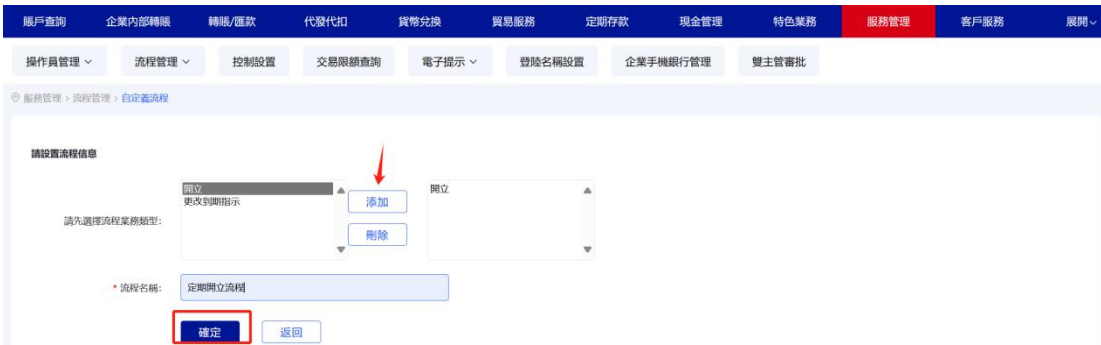 賬戶查詢 企業內部轉賬 轉賬/匯款 代發代扣 貨幣兌換 貿易服務 定期存款 現金管理 特色業務 服務管理 客戶服務 展開
操作員管理 流程管理 控制設置 交易限額查詢 電子提示 登陸名稱設置 企業手機銀行管理 雙主管審批
服務管理 > 流程管理 > 自定義流程
請設置流程信息
開立 添加 開立
更改到期指示
請先選擇流程業務類型:
刪除
* 流程名稱: 定期開立流程
確定 返回